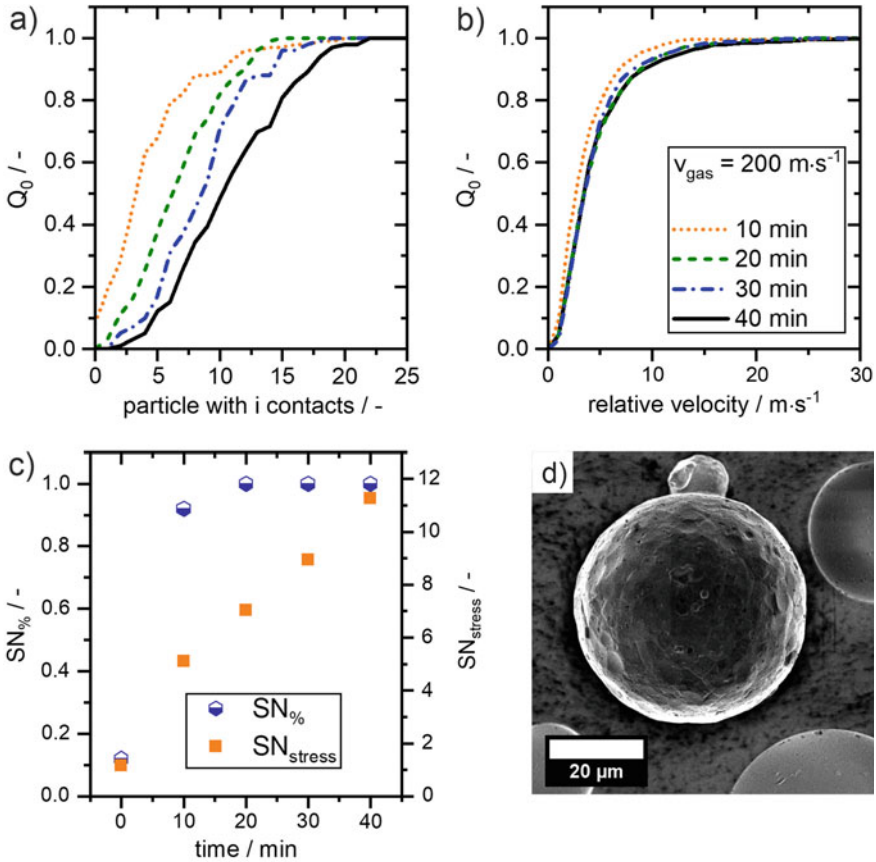 a)
1.0
0.8
0.6
0.4
0.2
0.0
Q0 / -
0 5 10 15 20 25
particle with i contacts / -
b)
1.0
0.8
0.6
0.4
0.2
0.0
Q0 / -
vgas = 200 m·s-1
10 min
20 min
30 min
40 min
0 10 20 30
relative velocity / m·s-1
c)
1.0
0.8
0.6
0.4
0.2
0.0
SN% / -
12
10
8
6
4
2
0
SNstress / -
SN%
SNstress
0 10 20 30 40
time / min
d)
20 µm